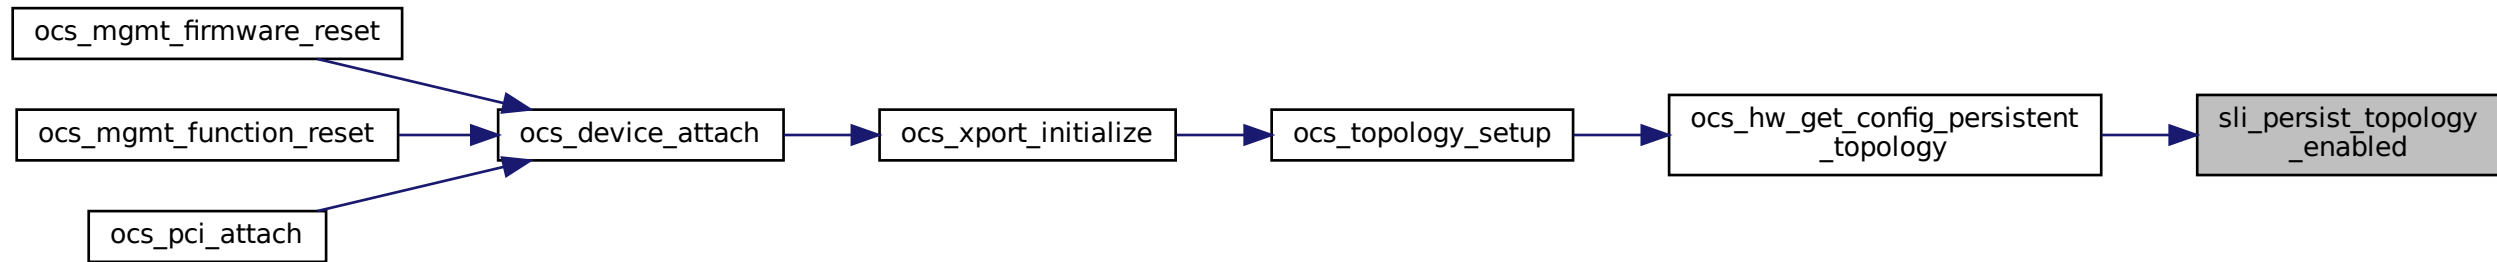 ocs_mgmt_firmware_reset
ocs_mgmt_function_reset
ocs_pci_attach
ocs_device_attach
ocs_xport_initialize
ocs_topology_setup
ocs_hw_get_config_persistent
_topology
sli_persist_topology
_enabled